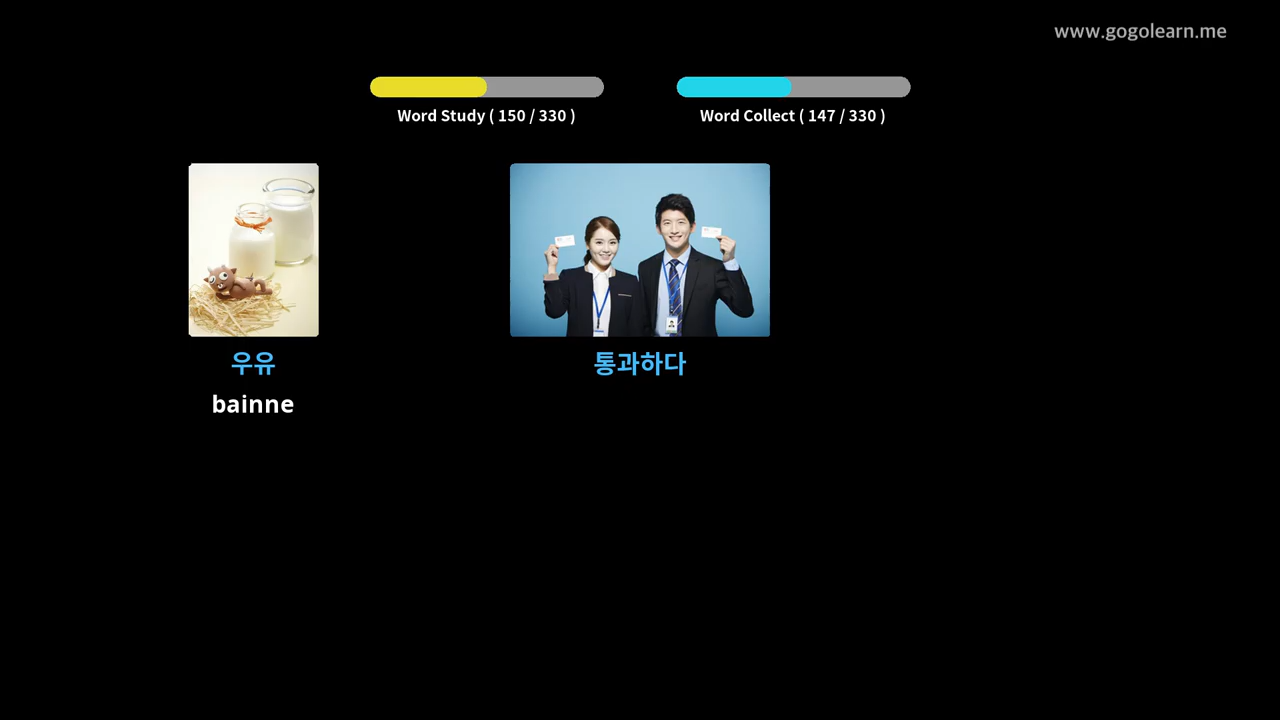 www.gogolearn.me
Word Study ( 150 / 330 )
Word Collect ( 147 / 330 )
우유
bainne
통과하다